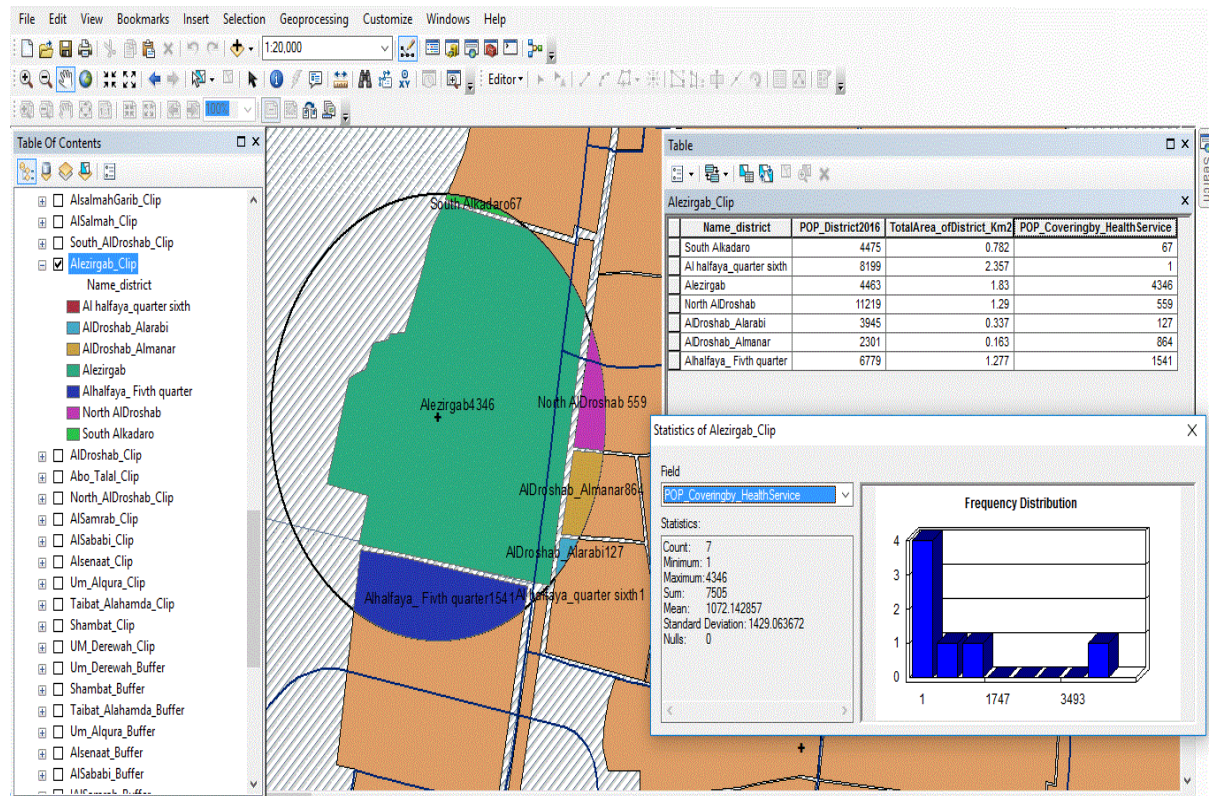 File Edit View Bookmarks Insert Selection Geoprocessing Customize Windows Help
1:20,000
Editor
100%
Table Of Contents
AlsalmahGarib_Clip
AlSalmah_Clip
South_AlDroshab_Clip
Alezirgab_Clip
Name_district
Al halfaya_quarter sixth
AlDroshab_Alarabi
AlDroshab_Almanar
Alezirgab
Alhalfaya_ Fivth quarter
North AlDroshab
South Alkadaro
AlDroshab_Clip
Abo_Talal_Clip
North_AlDroshab_Clip
AlSamrab_Clip
AlSababi_Clip
Alsenaat_Clip
Um_Alqura_Clip
Taibat_Alahamda_Clip
Shambat_Clip
UM_Derewah_Clip
Um_Derewah_Buffer
Shambat_Buffer
Taibat_Alahamda_Buffer
Um_Alqura_Buffer
Alsenaat_Buffer
AlSababi_Buffer
South Alkadaro67
Alezirgab4346
North AlDroshab 559
AlDroshab_Almanar864
AlDroshab_Alarabi127
Alhalfaya_ Fivth quarter1541
Al halfaya_quarter sixth1
Table
Alezirgab_Clip
Name_district POP_District2016 TotalArea_ofDistrict_Km2 POP_Coveringby_HealthService
South Alkadaro 4475 0.782 67
Al halfaya_quarter sixth 8199 2.357 1
Alezirgab 4463 1.83 4346
North AlDroshab 11219 1.29 559
AlDroshab_Alarabi 3945 0.337 127
AlDroshab_Almanar 2301 0.163 864
Alhalfaya_ Fivth quarter 6779 1.277 1541
Search
Statistics of Alezirgab_Clip
Field
POP_Coveringby_HealthService
Statistics:
Count: 7
Minimum: 1
Maximum: 4346
Sum: 7505
Mean: 1072.142857
Standard Deviation: 1429.063672
Nulls: 0
Frequency Distribution
4
3
2
1
0
1 1747 3493